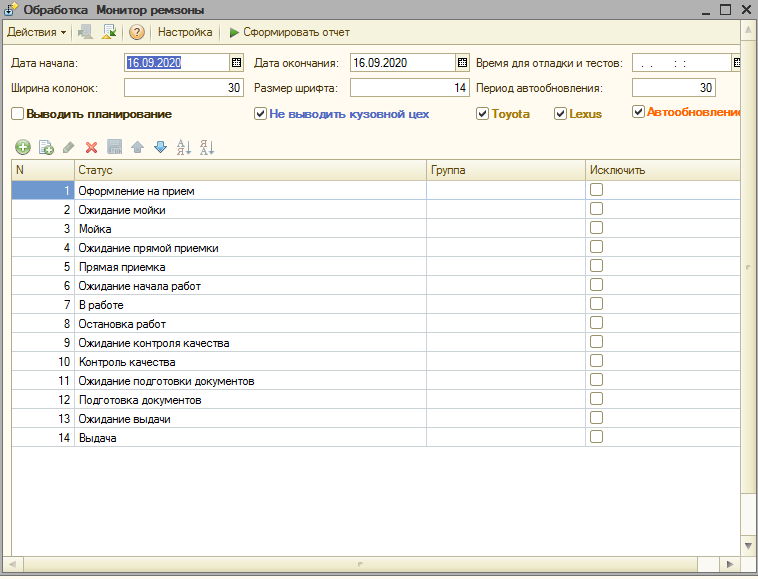 Обработка Монитор ремзоны
Действия Настройка Сформировать отчет
Дата начала: 16.09.2020 Дата окончания: 16.09.2020 Время для отладки и тестов: . . : :
Ширина колонок: 30 Размер шрифта: 14 Период автообновления: 30
Выводить планирование Не выводить кузовной цех Toyota Lexus Автообновление
N Статус Группа Исключить
1 Оформление на прием
2 Ожидание мойки
3 Мойка
4 Ожидание прямой приемки
5 Прямая приемка
6 Ожидание начала работ
7 В работе
8 Остановка работ
9 Ожидание контроля качества
10 Контроль качества
11 Ожидание подготовки документов
12 Подготовка документов
13 Ожидание выдачи
14 Выдача